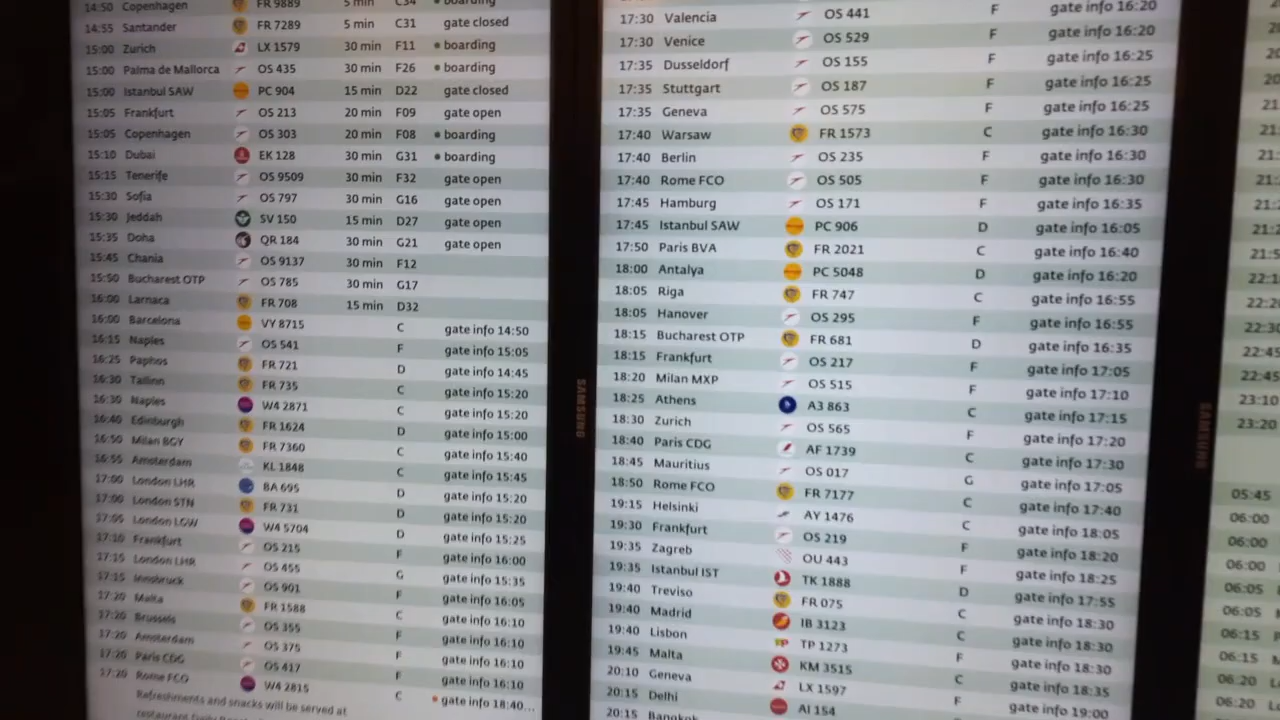 14:50 Copenhagen FR 9889 5 min C34 boarding
14:55 Santander FR 7289 5 min C31 gate closed
15:00 Zurich LX 1579 30 min F11 boarding
15:00 Palma de Mallorca OS 435 30 min F26 boarding
15:00 Istanbul SAW PC 904 15 min D22 gate closed
15:05 Frankfurt OS 213 20 min F09 gate open
15:05 Copenhagen OS 303 20 min F08 boarding
15:10 Dubai EK 128 30 min G31 boarding
15:15 Tenerife OS 9509 30 min F32 gate open
15:30 Sofia OS 797 30 min G16 gate open
15:30 Jeddah SV 150 15 min D27 gate open
15:35 Doha QR 184 30 min G21 gate open
15:45 Chania OS 9137 30 min F12
15:50 Bucharest OTP OS 785 30 min G17
16:00 Larnaca FR 708 15 min D32
16:00 Barcelona VY 8715 C gate info 14:50
16:15 Naples OS 541 F gate info 15:05
16:25 Paphos FR 721 D gate info 14:45
16:30 Tallinn FR 735 C gate info 15:20
16:30 Naples W4 2871 C gate info 15:20
16:40 Edinburgh FR 1624 D gate info 15:00
16:50 Milan BGY FR 7360 C gate info 15:40
16:55 Amsterdam KL 1848 C gate info 15:45
17:00 London LHR BA 695 D gate info 15:20
17:00 London STN FR 731 D gate info 15:20
17:05 London LGW W4 5704 D gate info 15:25
17:10 Frankfurt OS 215 F gate info 16:00
17:15 London LHR OS 455 G gate info 15:35
17:15 Innsbruck OS 901 F gate info 16:05
17:20 Malta FR 1588 C gate info 16:10
17:20 Brussels OS 355 F gate info 16:10
17:20 Amsterdam OS 375 F gate info 16:10
17:20 Paris CDG OS 417 F gate info 16:10
17:20 Rome FCO W4 2815 C gate info 18:40...
Refreshments and snacks will be served at
restaurant
SAMSUNG
17:30 Valencia OS 441 F gate info 16:20
17:30 Venice OS 529 F gate info 16:20
17:35 Dusseldorf OS 155 F gate info 16:25
17:35 Stuttgart OS 187 F gate info 16:25
17:35 Geneva OS 575 F gate info 16:25
17:40 Warsaw FR 1573 C gate info 16:30
17:40 Berlin OS 235 F gate info 16:30
17:40 Rome FCO OS 505 F gate info 16:30
17:45 Hamburg OS 171 F gate info 16:35
17:45 Istanbul SAW PC 906 D gate info 16:05
17:50 Paris BVA FR 2021 C gate info 16:40
18:00 Antalya PC 5048 D gate info 16:20
18:05 Riga FR 747 C gate info 16:55
18:05 Hanover OS 295 F gate info 16:55
18:15 Bucharest OTP FR 681 D gate info 16:35
18:15 Frankfurt OS 217 F gate info 17:05
18:20 Milan MXP OS 515 F gate info 17:10
18:25 Athens A3 863 C gate info 17:15
18:30 Zurich OS 565 F gate info 17:20
18:40 Paris CDG AF 1739 C gate info 17:30
18:45 Mauritius OS 017 G gate info 17:05
18:50 Rome FCO FR 7177 C gate info 17:40
19:15 Helsinki AY 1476 C gate info 18:05
19:30 Frankfurt OS 219 F gate info 18:20
19:35 Zagreb OU 443 F gate info 18:25
19:35 Istanbul IST TK 1888 D gate info 17:55
19:40 Treviso FR 075 C gate info 18:30
19:40 Madrid IB 3123 C gate info 18:30
19:40 Lisbon TP 1273 F gate info 18:30
19:45 Malta KM 3515 C gate info 18:35
20:10 Geneva LX 1597 F gate info 19:00
20:15 Delhi AI 154
20:15 Bangkok
SAMSUNG
22:30
22:45
22:45
23:10
23:20
05:45
06:00
06:00
06:00
06:05
06:05
06:15
06:15
06:20
06:20